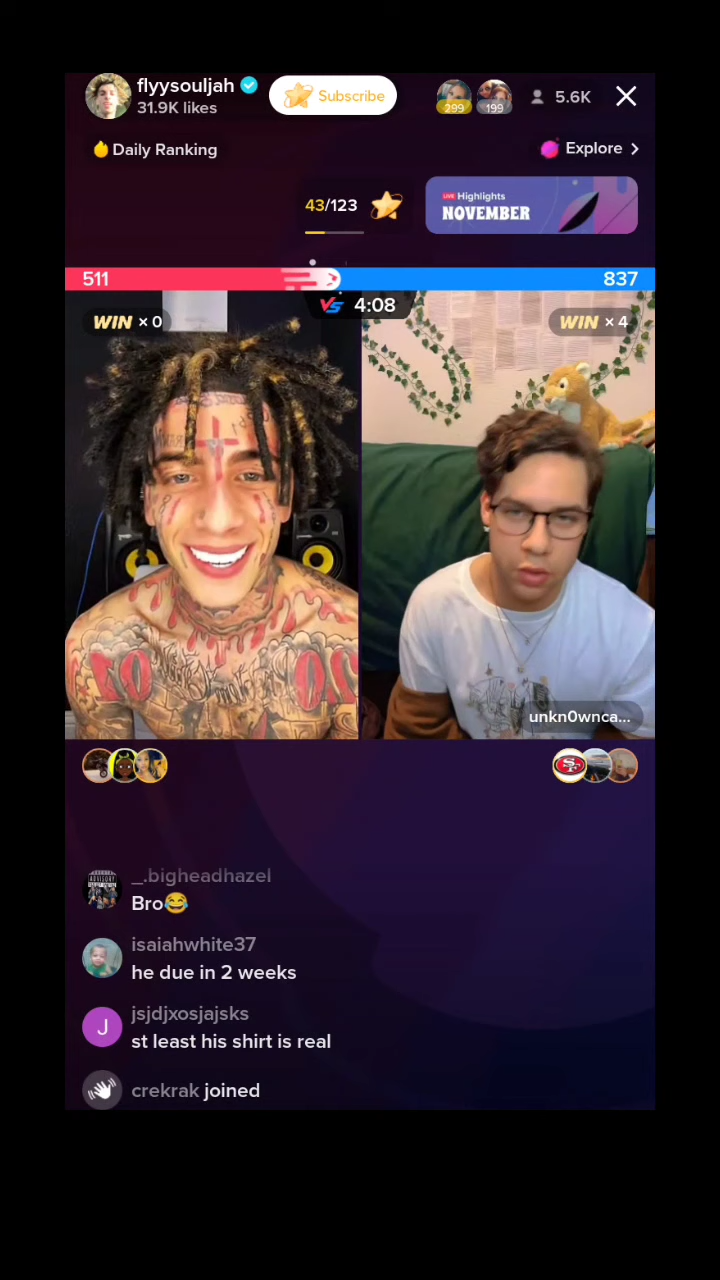 flyysouljah
31.9K likes
Subscribe
299
199
5.6K
Daily Ranking
Explore
43/123
LIVE Highlights
NOVEMBER
511
837
VS 4:08
WIN × 0
WIN × 4
unkn0wnca...
_.bigheadhazel
Bro😂
isaiahwhite37
he due in 2 weeks
J
jsjdjxosjajsks
st least his shirt is real
crekrak joined